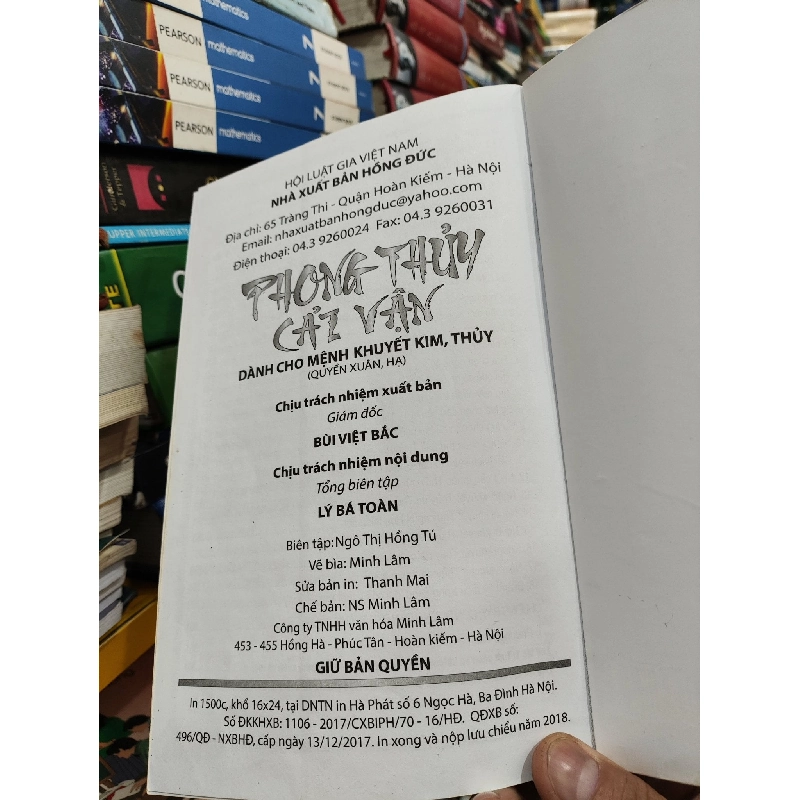 PEARSON mathematics
PEARSON mathematics
PEARSON mathematics
UPPER INTERMEDIATE
HỘI LUẬT GIA VIỆT NAM
NHÀ XUẤT BẢN HỒNG ĐỨC
Địa chỉ: 65 Tràng Thi - Quận Hoàn Kiếm - Hà Nội
Email: nhaxuatbanhongduc@yahoo.com
Điện thoại: 04.3 9260024 Fax: 04.3 9260031
PHONG THỦY
CẢI VẬN
DÀNH CHO MỆNH KHUYẾT KIM, THỦY
(QUYỂN XUÂN, HẠ)
Chịu trách nhiệm xuất bản
Giám đốc
BÙI VIỆT BẮC
Chịu trách nhiệm nội dung
Tổng biên tập
LÝ BÁ TOÀN
Biên tập: Ngô Thị Hồng Tú
Vẽ bìa: Minh Lâm
Sửa bản in: Thanh Mai
Chế bản: NS Minh Lâm
Công ty TNHH văn hóa Minh Lâm
453 - 455 Hồng Hà - Phúc Tân - Hoàn kiếm - Hà Nội
GIỮ BẢN QUYỀN
In 1500c, khổ 16x24, tại DNTN in Hà Phát số 6 Ngọc Hà, Ba Đình Hà Nội.
Số ĐKKHXB: 1106 - 2017/CXBIPH/70 - 16/HĐ. QĐXB số:
496/QĐ - NXBHĐ, cấp ngày 13/12/2017. In xong và nộp lưu chiểu năm 2018.